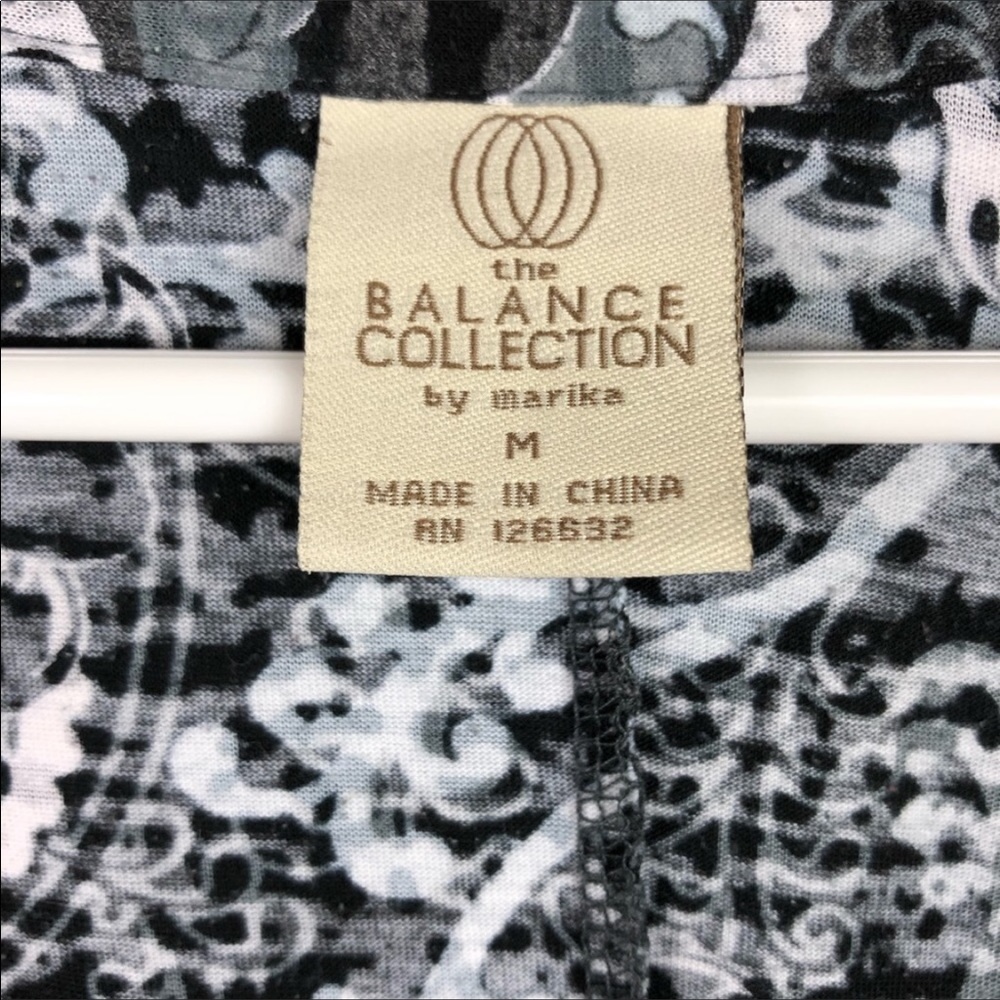 the
BALANCE
COLLECTION
by marika
M
MADE IN CHINA
RN 126632